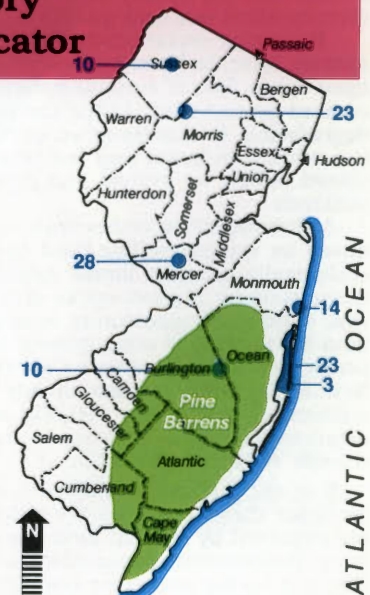 ory
cator
10
Sussex
Passaic
Bergen
23
Warren
Morris
Essex
Hudson
Union
Hunterdon
Somerset
Middlesex
28
Mercer
Monmouth
14
Ocean
10
Burlington
23
3
Camden
Gloucester
Pine
Barrens
Salem
Atlantic
Cumberland
Cape
May
N
ATLANTIC OCEAN